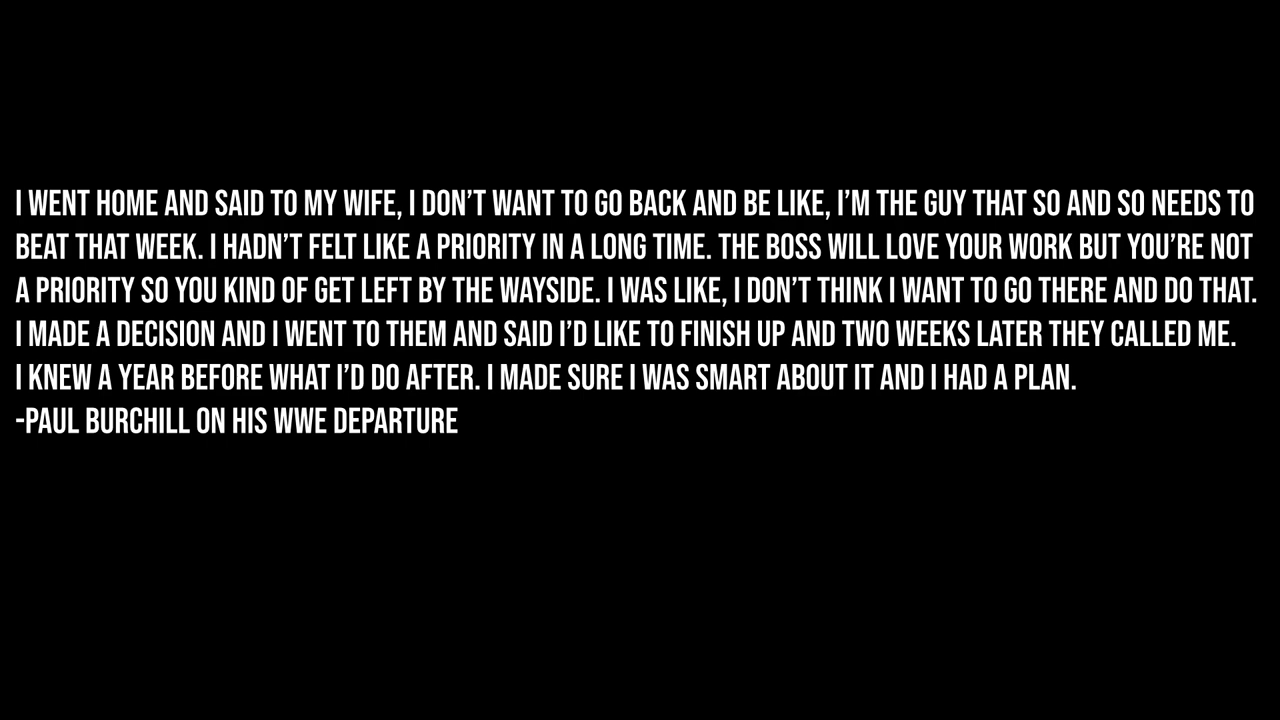 I WENT HOME AND SAID TO MY WIFE, I DON’T WANT TO GO BACK AND BE LIKE, I’M THE GUY THAT SO AND SO NEEDS TO
BEAT THAT WEEK. I HADN’T FELT LIKE A PRIORITY IN A LONG TIME. THE BOSS WILL LOVE YOUR WORK BUT YOU’RE NOT
A PRIORITY SO YOU KIND OF GET LEFT BY THE WAYSIDE. I WAS LIKE, I DON’T THINK I WANT TO GO THERE AND DO THAT.
I MADE A DECISION AND I WENT TO THEM AND SAID I’D LIKE TO FINISH UP AND TWO WEEKS LATER THEY CALLED ME.
I KNEW A YEAR BEFORE WHAT I’D DO AFTER. I MADE SURE I WAS SMART ABOUT IT AND I HAD A PLAN.
-PAUL BURCHILL ON HIS WWE DEPARTURE